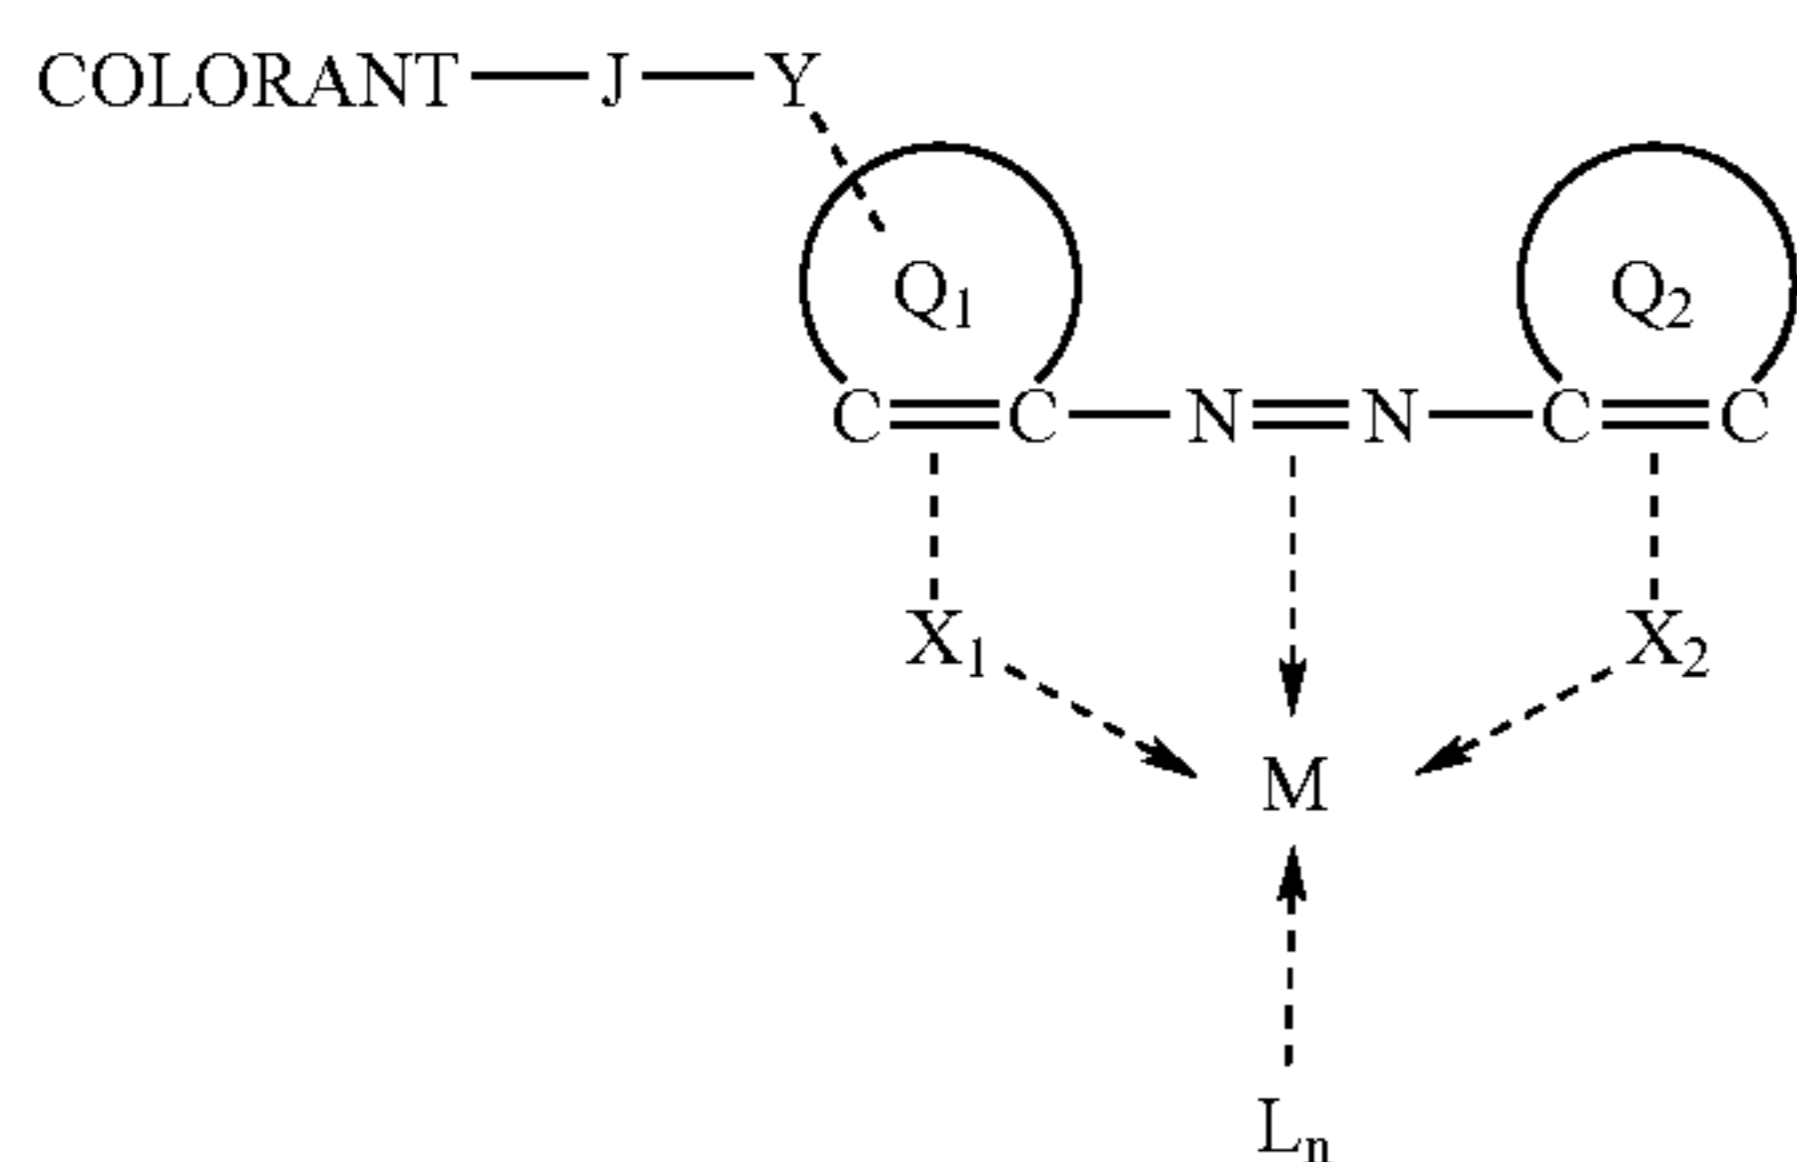 COLORANT — J — Y
Q₁ Q₂
C=C—N=N—C=C
X₁ X₂
M
Lₙ